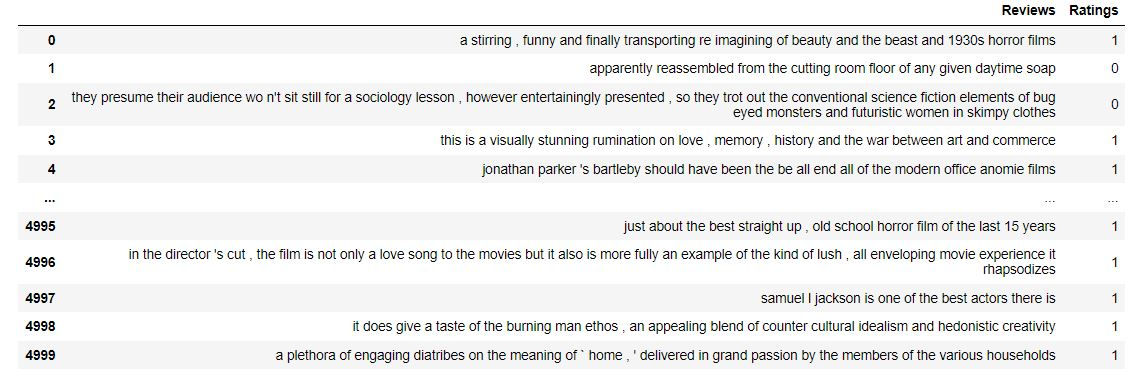 Reviews Ratings
0 a stirring , funny and finally transporting re imagining of beauty and the beast and 1930s horror films 1
1 apparently reassembled from the cutting room floor of any given daytime soap 0
2 they presume their audience wo n't sit still for a sociology lesson , however entertainingly presented , so they trot out the conventional science fiction elements of bug
eyed monsters and futuristic women in skimpy clothes 0
3 this is a visually stunning rumination on love , memory , history and the war between art and commerce 1
4 jonathan parker 's bartleby should have been the be all end all of the modern office anomie films 1
... ... ...
4995 just about the best straight up , old school horror film of the last 15 years 1
4996 in the director 's cut , the film is not only a love song to the movies but it also is more fully an example of the kind of lush , all enveloping movie experience it
rhapsodizes 1
4997 samuel l jackson is one of the best actors there is 1
4998 it does give a taste of the burning man ethos , an appealing blend of counter cultural idealism and hedonistic creativity 1
4999 a plethora of engaging diatribes on the meaning of ` home , ' delivered in grand passion by the members of the various households 1